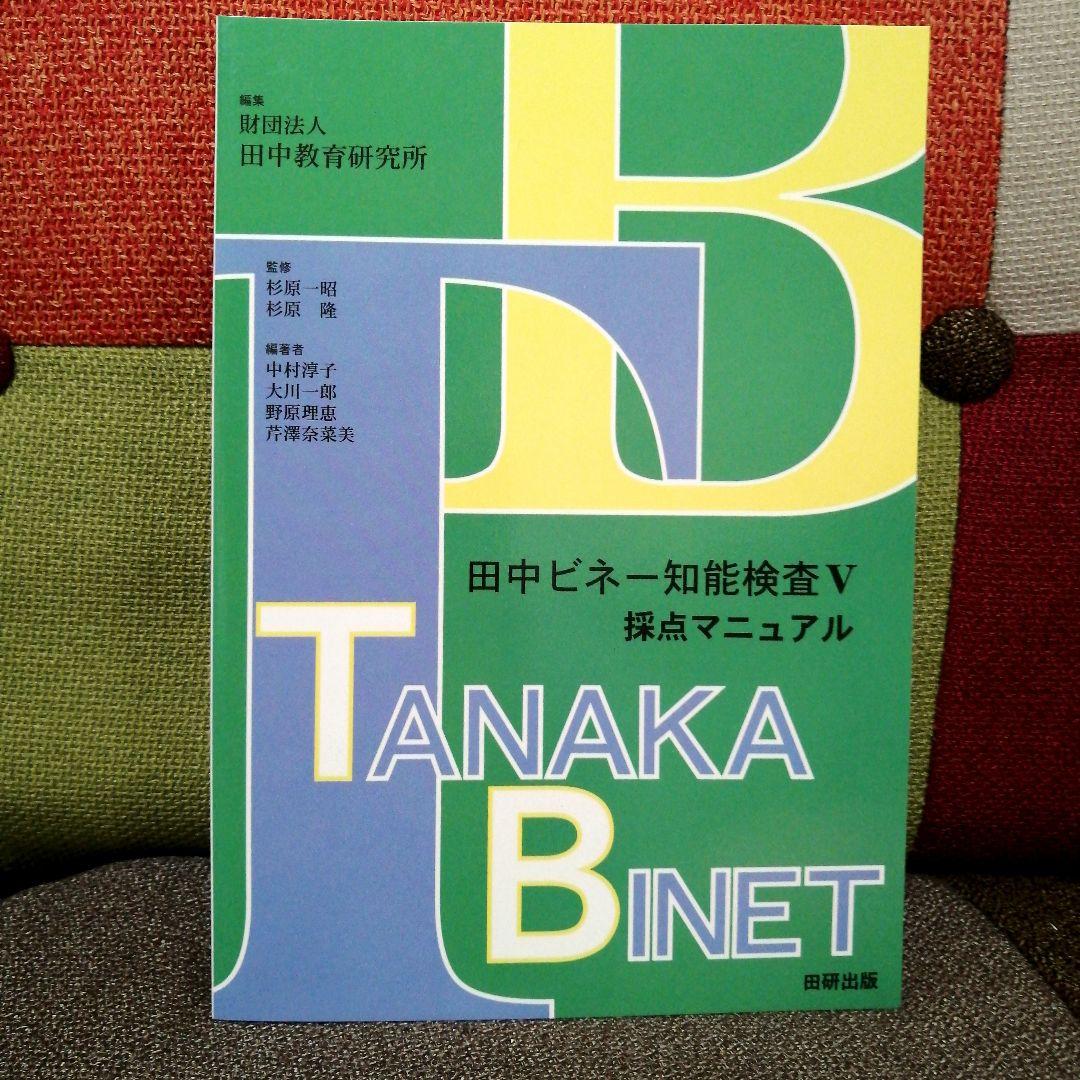 編集
財団法人
田中教育研究所
監修
杉原一昭
杉原 隆
編著者
中村淳子
大川一郎
野原理恵
芹澤奈菜美
TB
田中ビネー知能検査V
採点マニュアル
TANAKA
BINET
田研出版